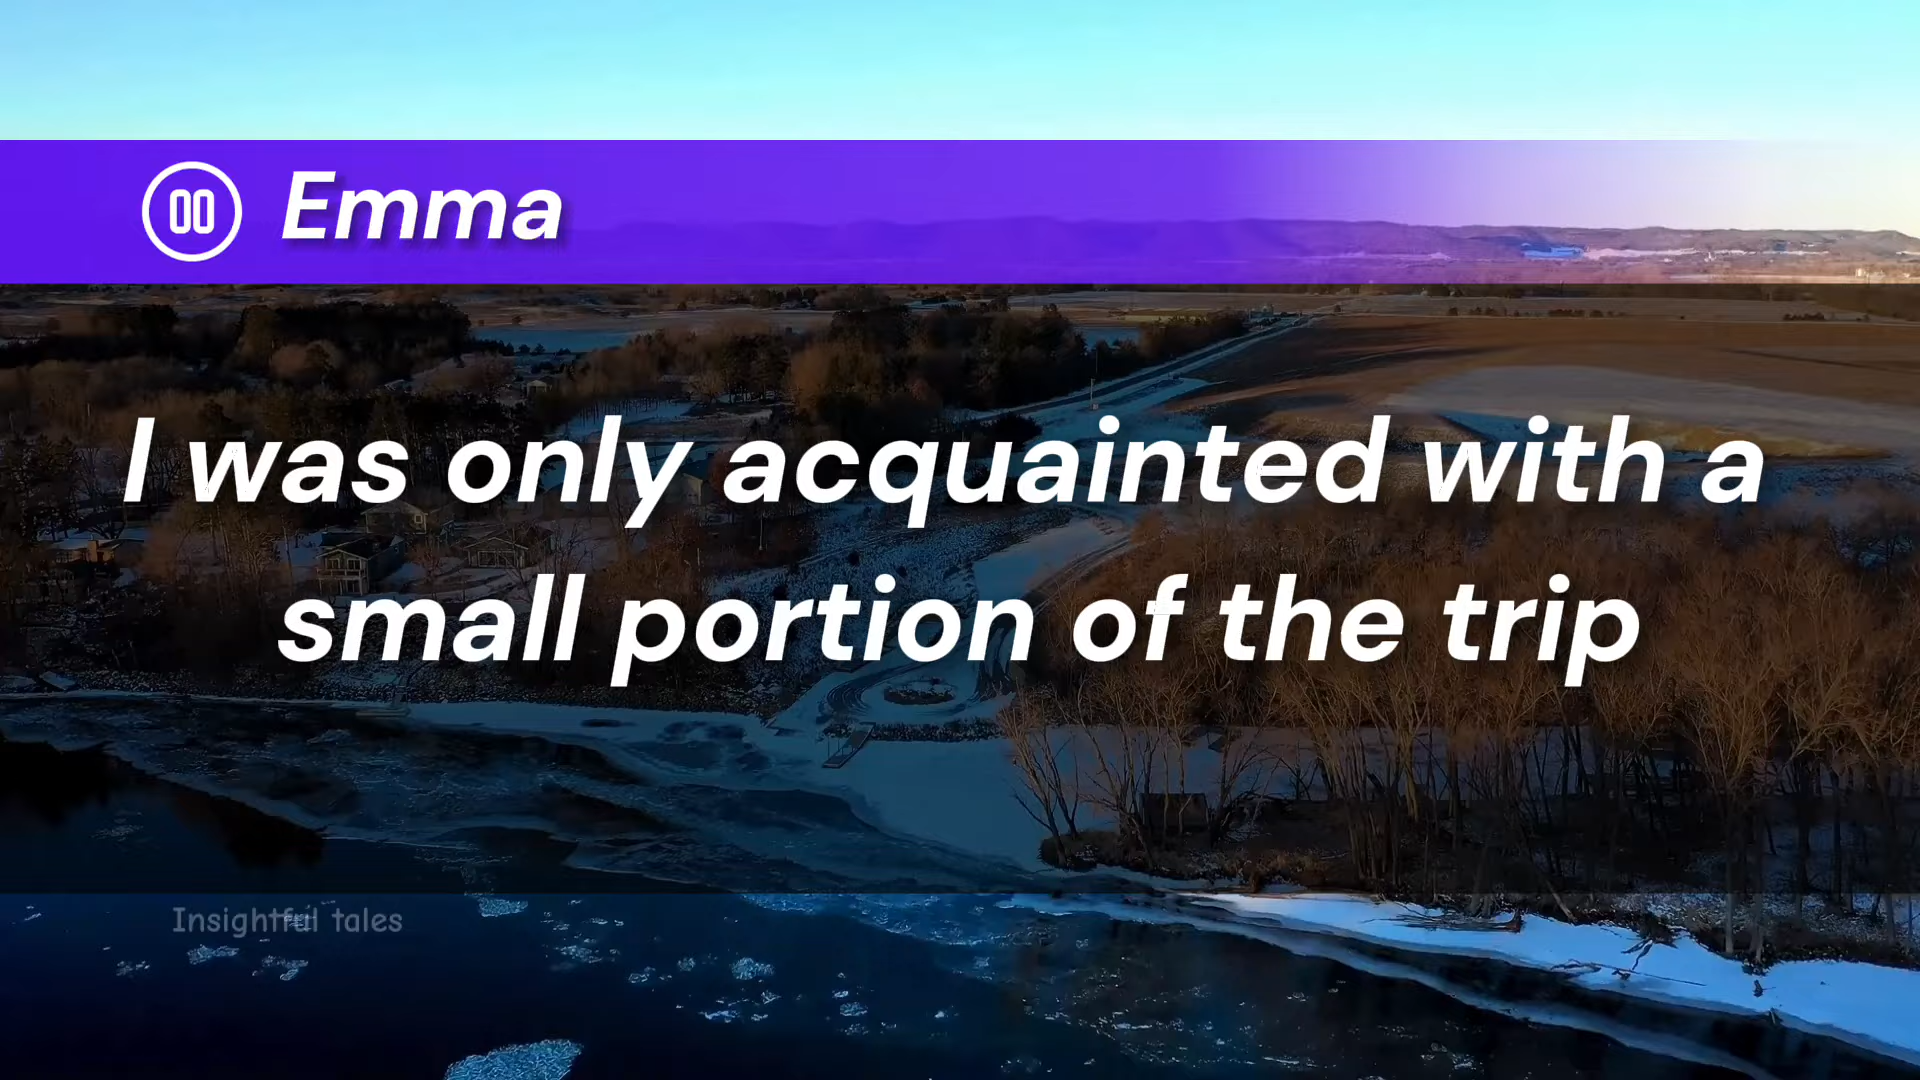 Emma
I was only acquainted with a
small portion of the trip
Insightful tales